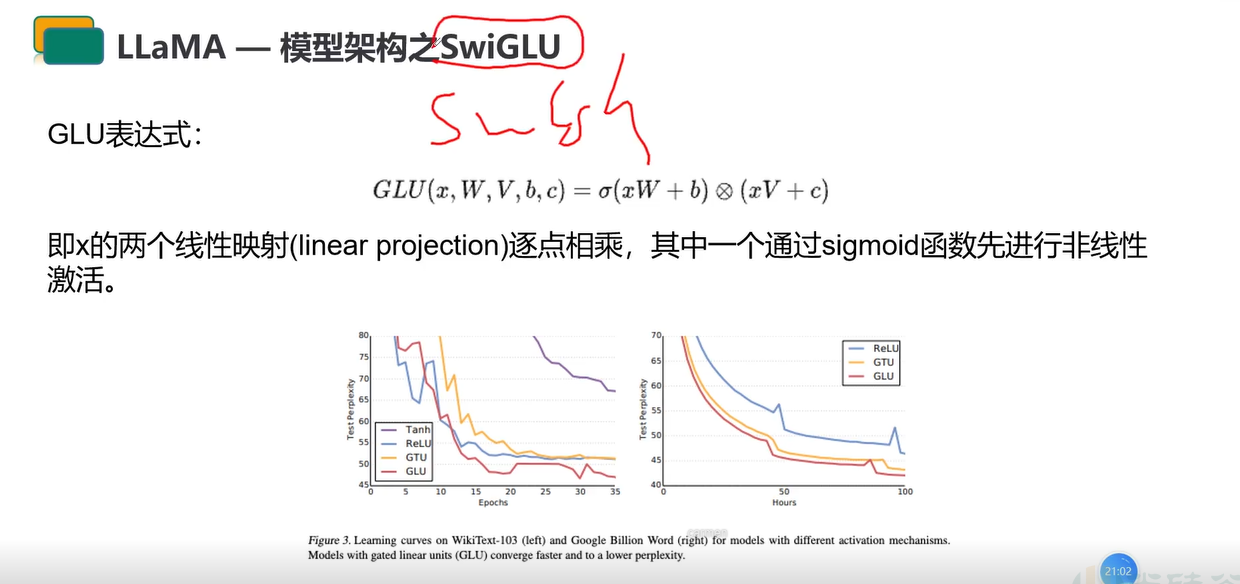 LLaMA — 模型架构之SwiGLU
Swish
GLU表达式：
GLU(x, W, V, b, c) = σ(xW + b) ⊗ (xV + c)
即x的两个线性映射(linear projection)逐点相乘，其中一个通过sigmoid函数先进行非线性
激活。
80
75
70
65
60
55
50
45
Test Perplexity
Tanh
ReLU
GTU
GLU
0 5 10 15 20 25 30 35
Epochs
70
65
60
55
50
45
40
Test Perplexity
ReLU
GTU
GLU
0 50 100
Hours
Figure 3. Learning curves on WikiText-103 (left) and Google Billion Word (right) for models with different activation mechanisms.
Models with gated linear units (GLU) converge faster and to a lower perplexity.
21:02